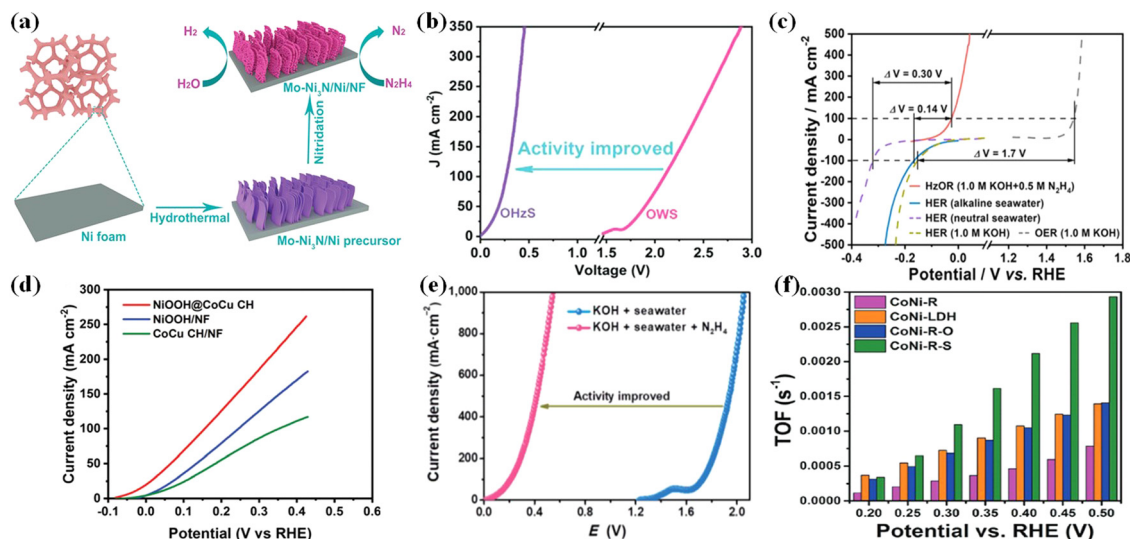 (a)
H₂
H₂O
N₂
N₂H₄
Mo-Ni₃N/Ni/NF
Nitridation
Ni foam
Hydrothermal
Mo-Ni₃N/Ni precursor
(b)
J (mA cm⁻²)
350
300
250
200
150
100
50
0
Activity improved
OHzS
OWS
0.0
0.5
1.0
1.5
2.0
2.5
3.0
Voltage (V)
(c)
Current density / mA cm⁻²
500
400
300
200
100
0
-100
-200
-300
-400
-500
Δ V = 0.30 V
Δ V = 0.14 V
Δ V = 1.7 V
HzOR (1.0 M KOH+0.5 M N₂H₄)
HER (alkaline seawater)
HER (neutral seawater)
HER (1.0 M KOH)
OER (1.0 M KOH)
-0.4
-0.2
0.0
1.2
1.4
1.6
1.8
Potential / V vs. RHE
(d)
Current density (mA cm⁻²)
300
250
200
150
100
50
0
NiOOH@CoCu CH
NiOOH/NF
CoCu CH/NF
-0.1
0.0
0.1
0.2
0.3
0.4
0.5
0.6
Potential (V vs RHE)
(e)
Current density (mA·cm⁻²)
1,000
800
600
400
200
0
KOH + seawater
KOH + seawater + N₂H₄
Activity improved
0.0
0.4
0.8
1.2
1.6
2.0
E (V)
(f)
TOF (s⁻¹)
0.0030
0.0025
0.0020
0.0015
0.0010
0.0005
0.0000
CoNi-R
CoNi-LDH
CoNi-R-O
CoNi-R-S
0.20
0.25
0.30
0.35
0.40
0.45
0.50
Potential vs. RHE (V)